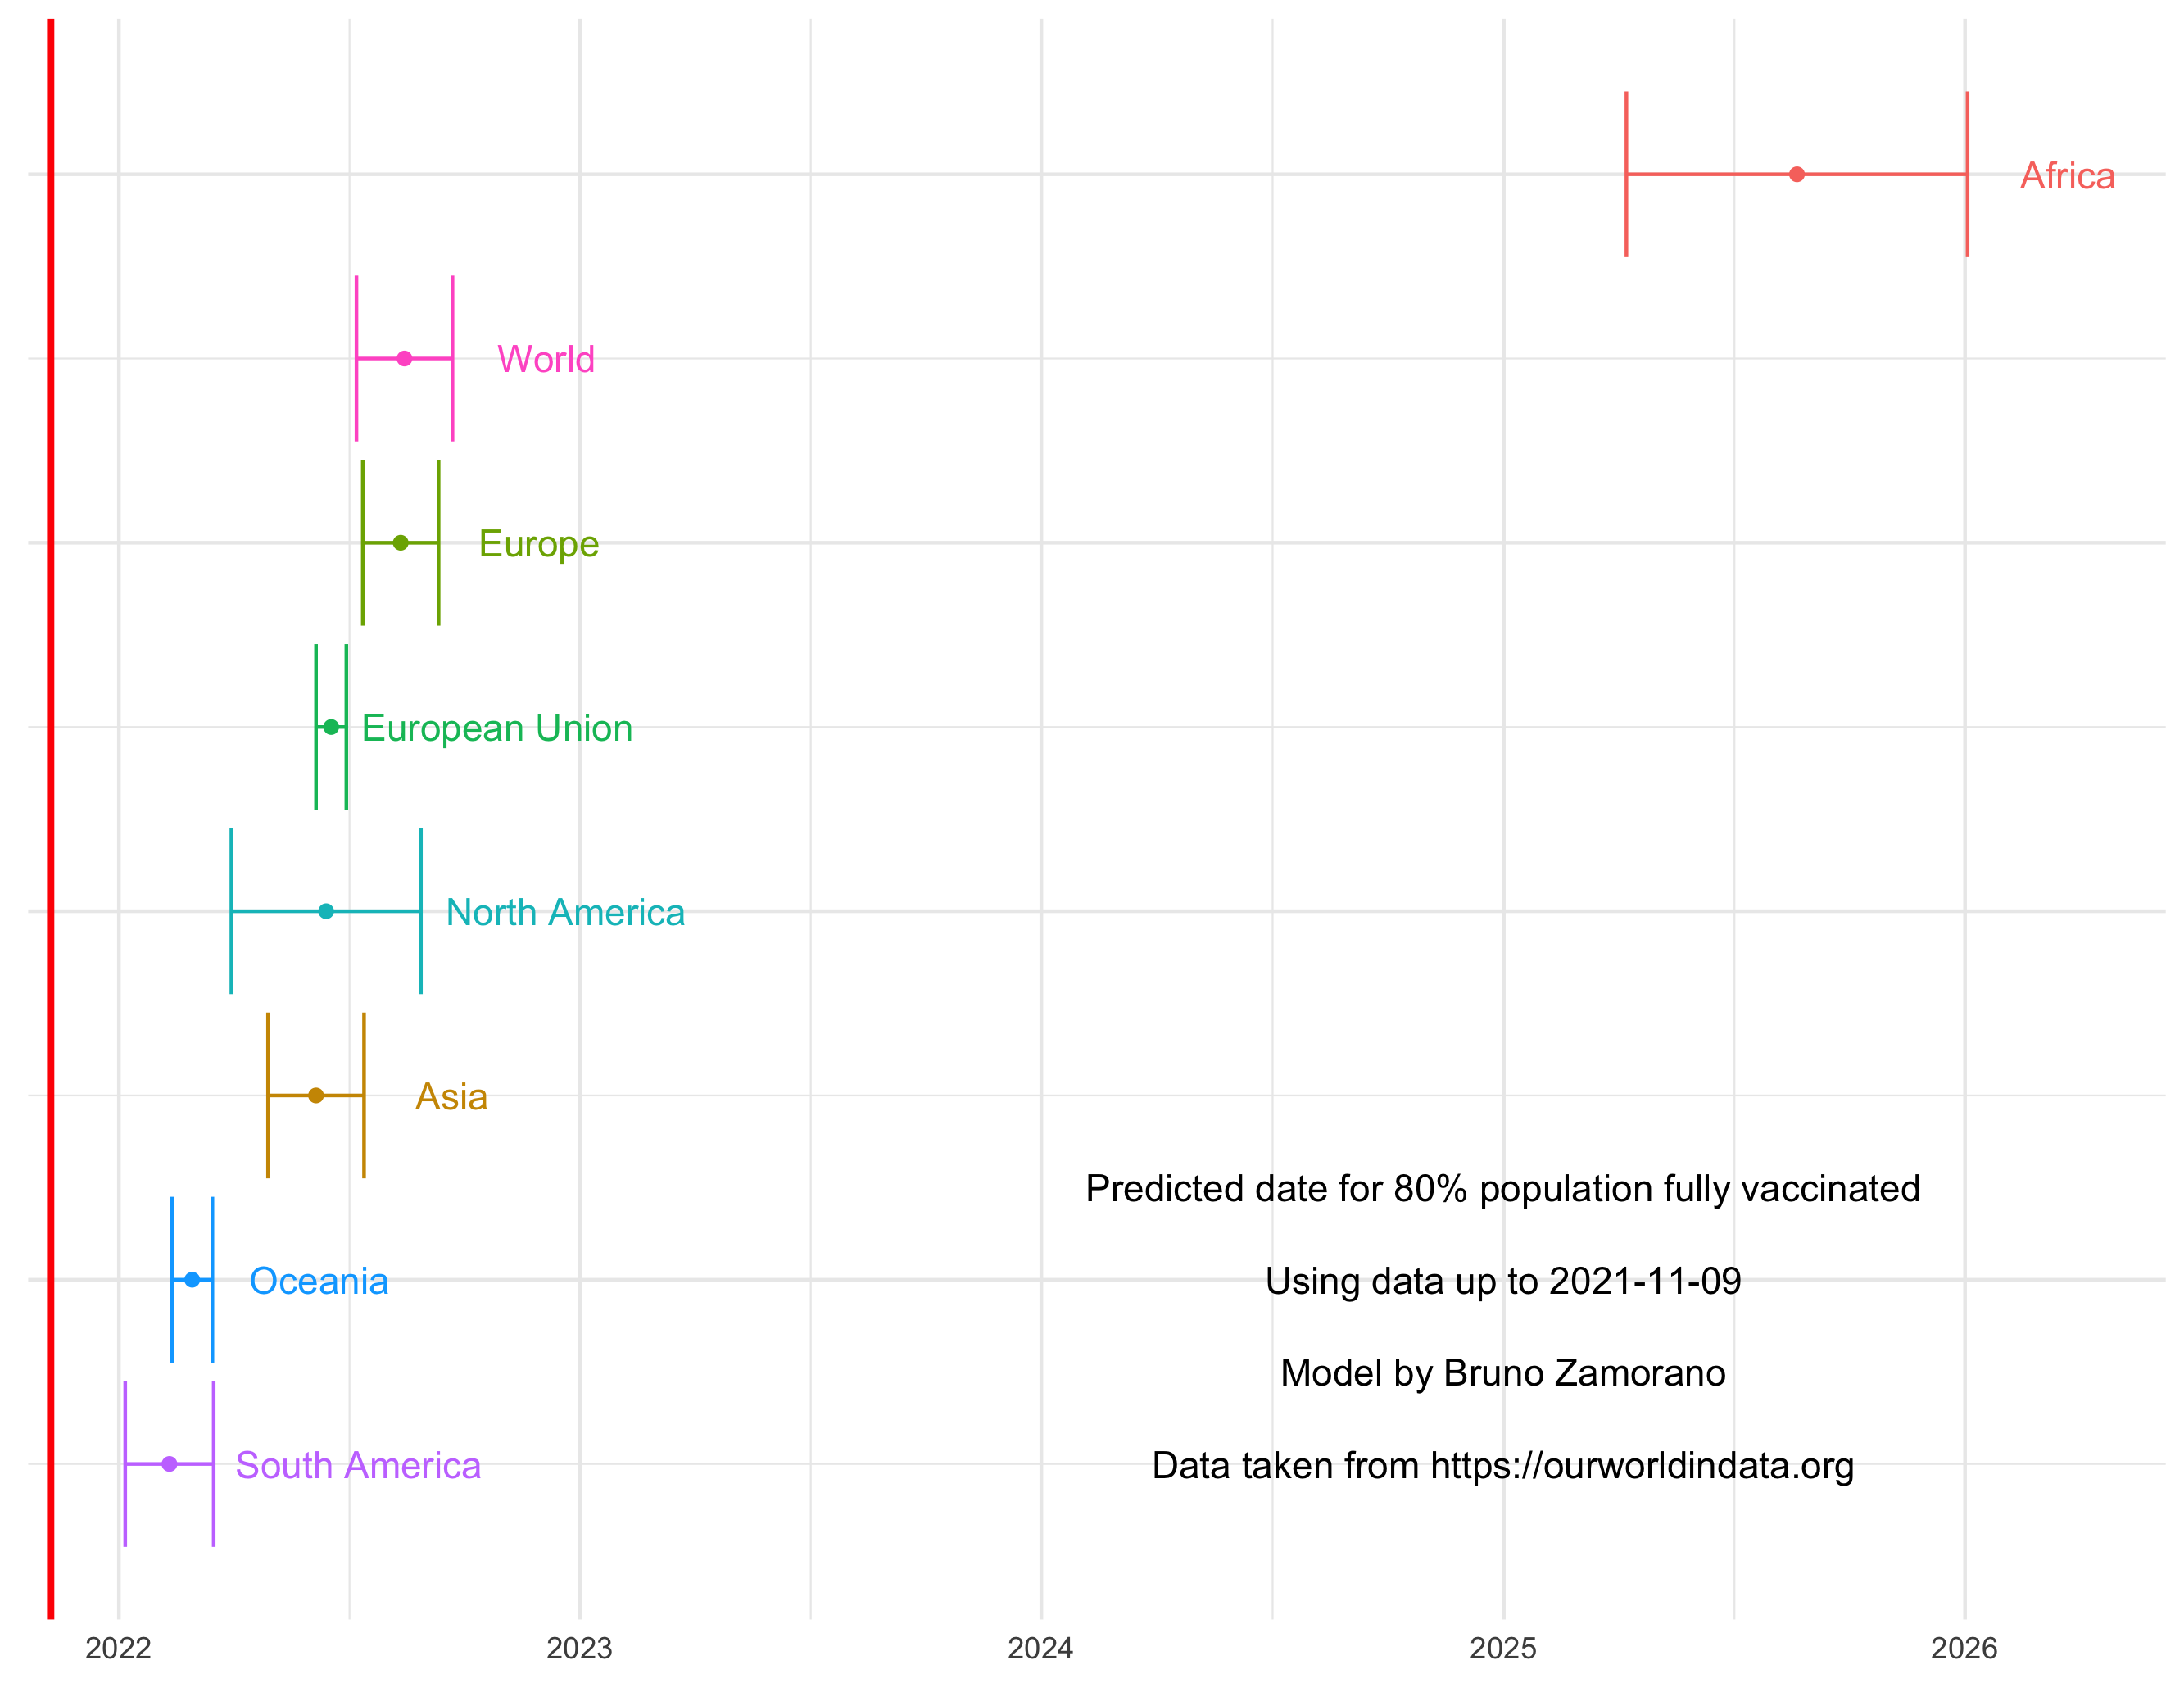 Africa
World
Europe
European Union
North America
Asia
Predicted date for 80% population fully vaccinated
Oceania
Using data up to 2021-11-09
Model by Bruno Zamorano
South America
Data taken from https://ourworldindata.org
2022
2023
2024
2025
2026